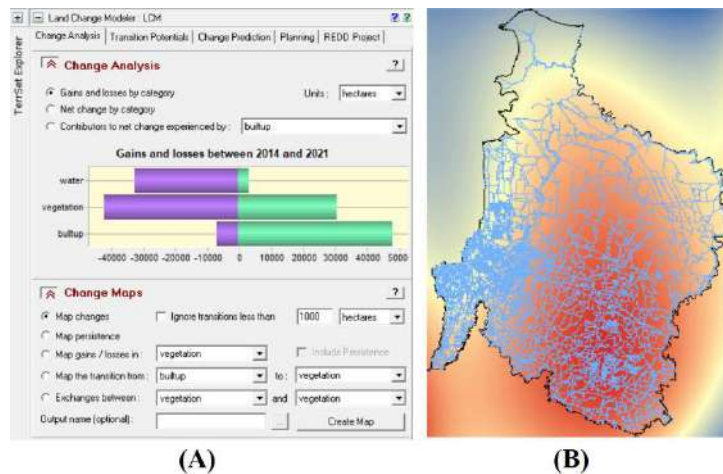 Land Change Modeler : LCM
TerrSet Explorer
Change Analysis Transition Potentials Change Prediction Planning REDD Project
Change Analysis ?
Gains and losses by category Units : hectares
Net change by category
Contributors to net change experienced by : builtup
Gains and losses between 2014 and 2021
water
vegetation
builtup
-40000 -30000 -20000 -10000 0 10000 20000 30000 40000 5000
Change Maps ?
Map changes Ignore transitions less than 1000 hectares
Map persistence
Map gains / losses in : vegetation Include Persistence
Map the transition from : builtup to : vegetation
Exchanges between : vegetation and vegetation
Output name (optional) : ... Create Map
(A) (B)